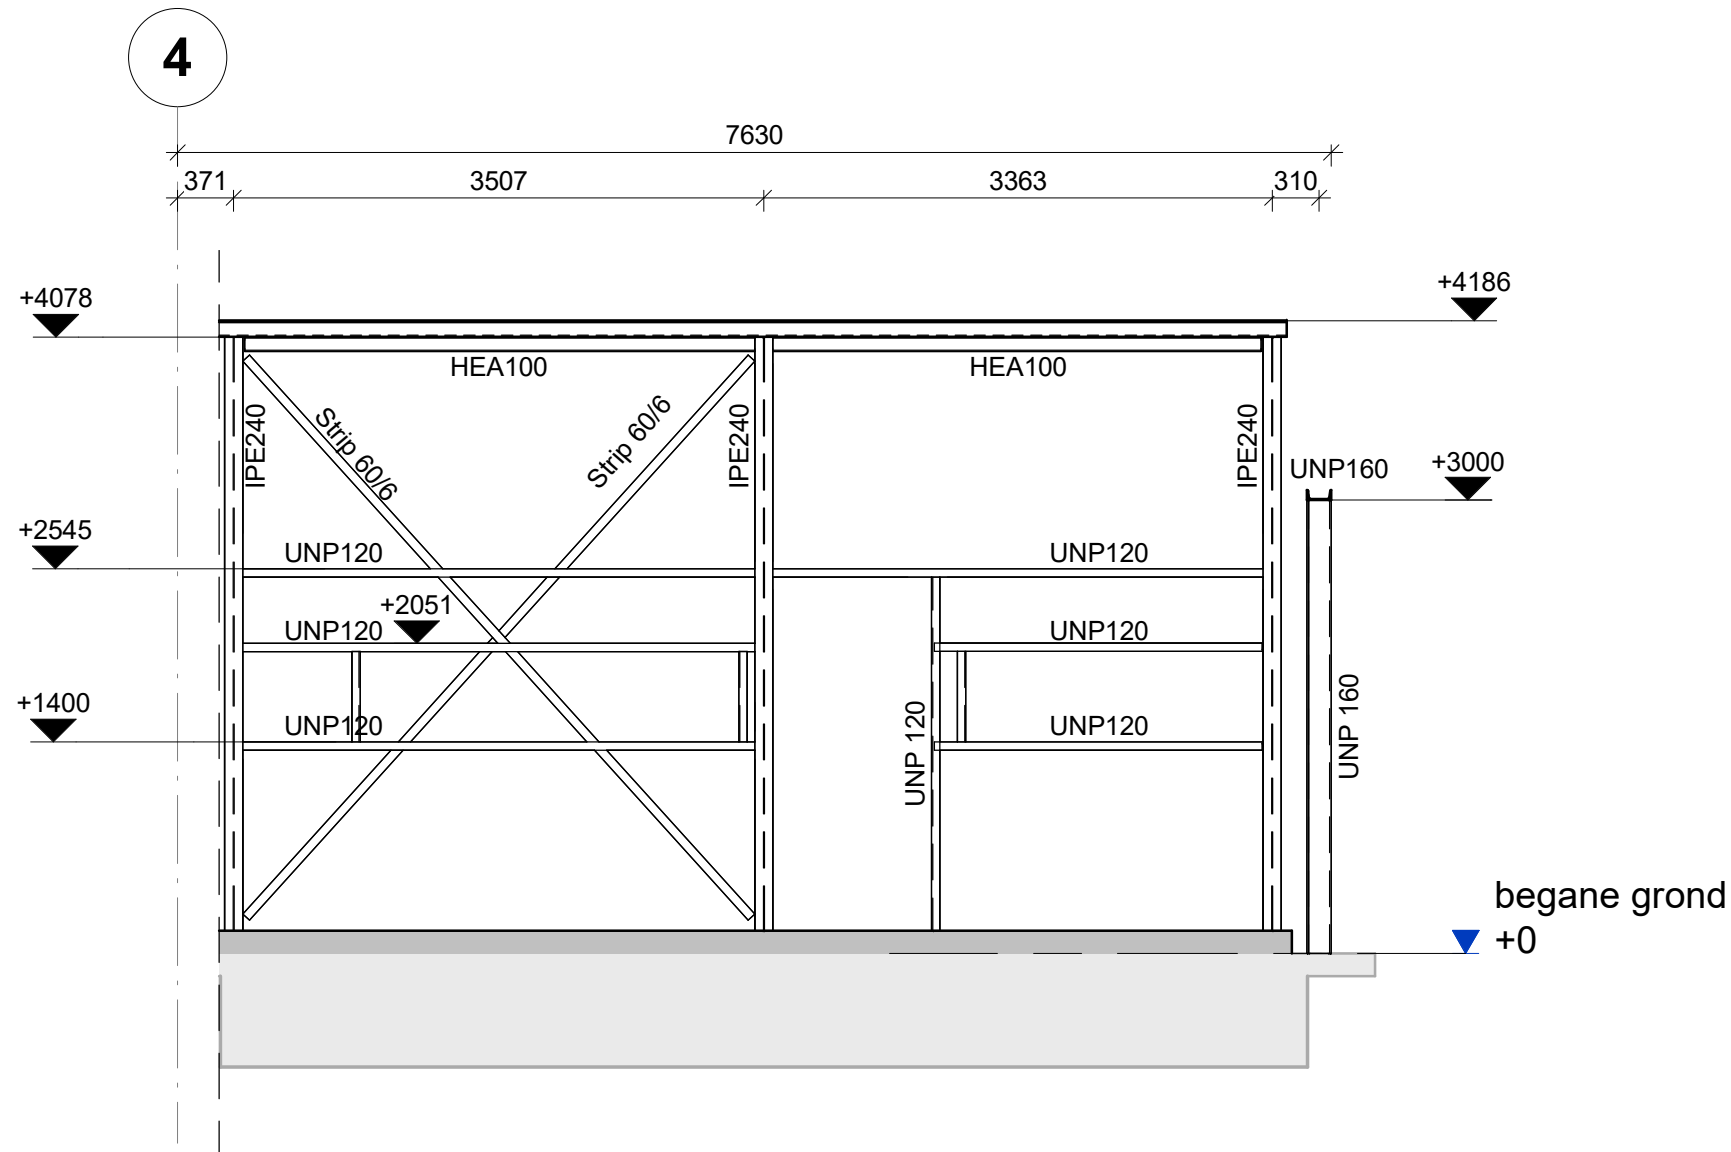 4
7630
371
3507
3363
310
+4078
+4186
HEA100
HEA100
IPE240
Strip 60/6
Strip 60/6
IPE240
IPE240
UNP160
+3000
+2545
UNP120
UNP120
+2051
UNP120
UNP120
+1400
UNP120
UNP120
UNP 120
UNP 160
begane grond
+0